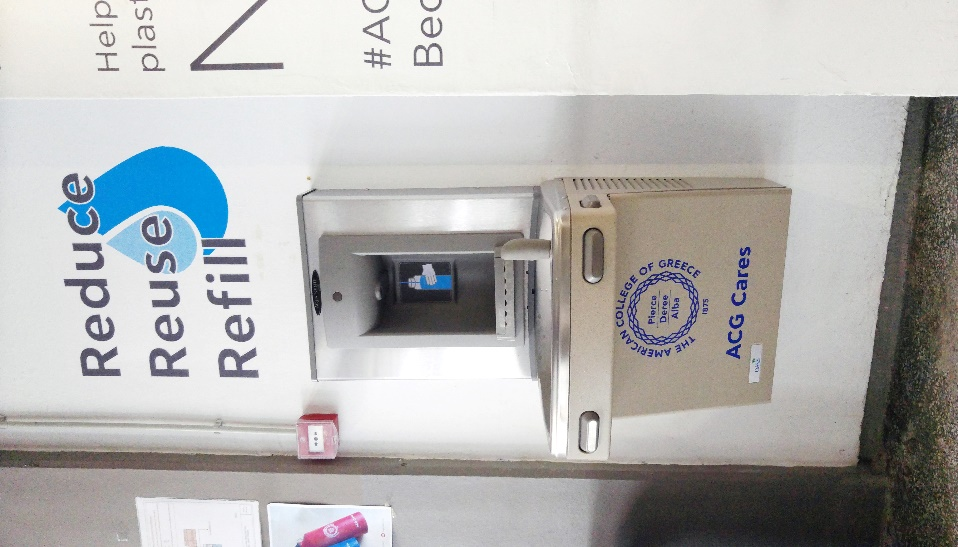 Help
plast
N
#AC
Bec
Reduce
Reuse
Refill
THE AMERICAN COLLEGE OF GREECE
Pierce
Deree
Alba
1875
ACG Cares